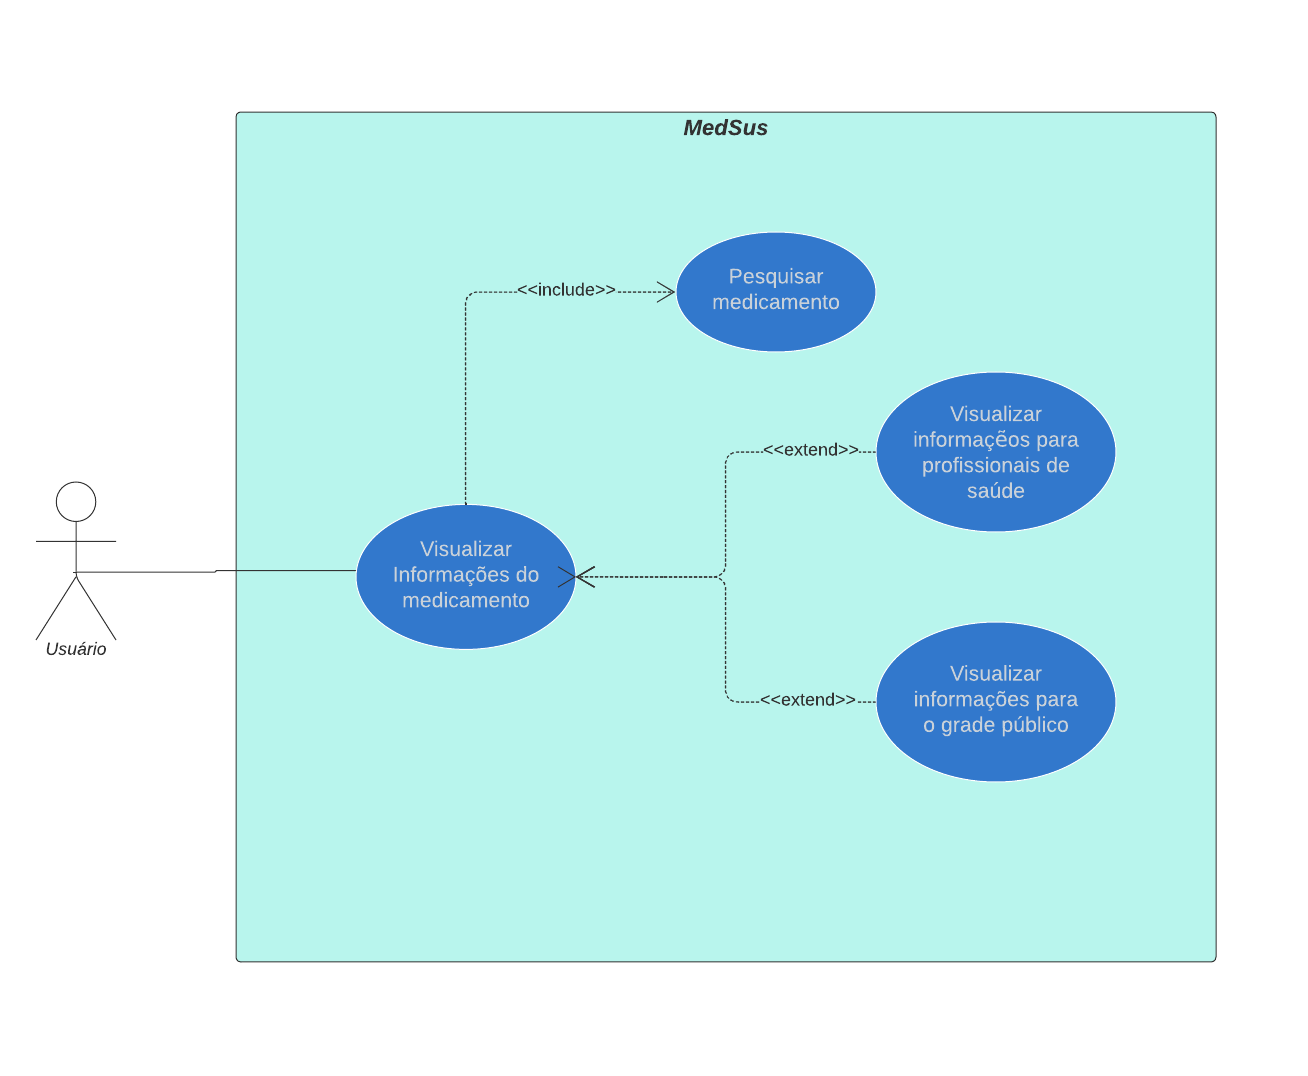 MedSus
<<include>>
Pesquisar
medicamento
<<extend>>
Visualizar
informaçẽos para
profissionais de
saúde
Visualizar
Informações do
medicamento
Usuário
<<extend>>
Visualizar
informações para
o grade público